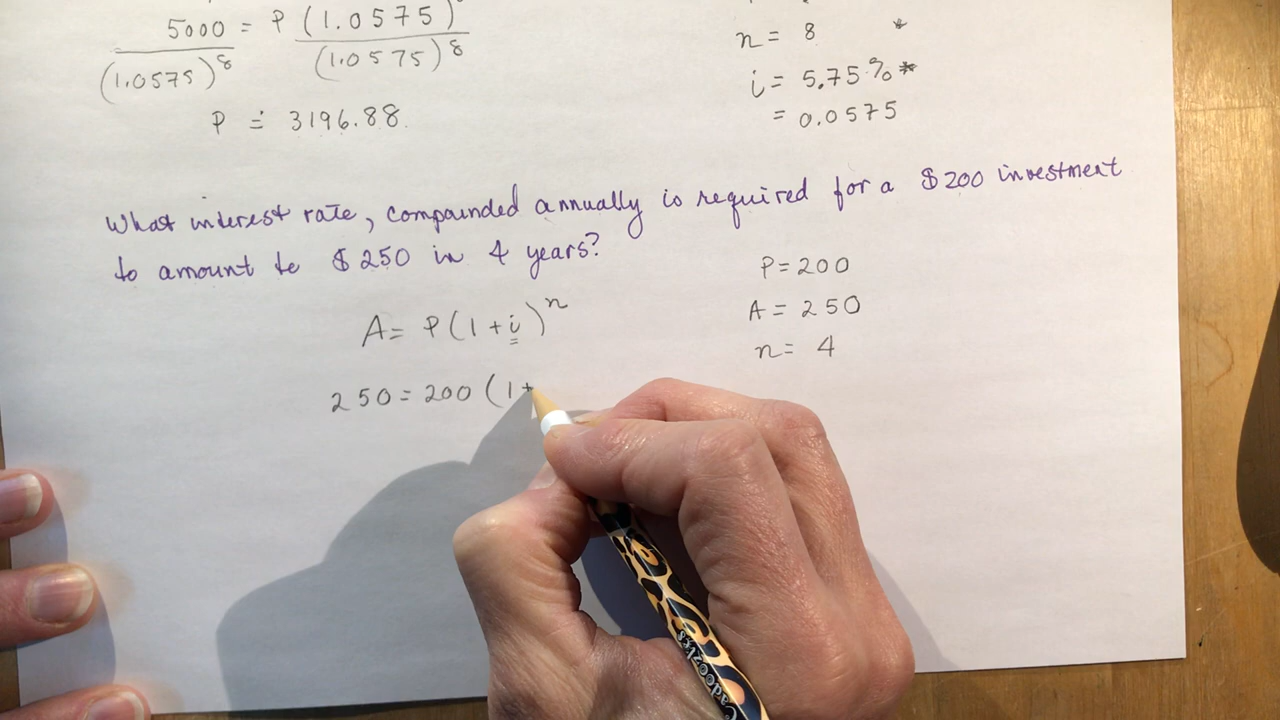 5000 = P (1.0575)
(1.0575)^8 (1.0575)^8
P ≐ 3196.88
n = 8 *
i = 5.75% *
= 0.0575
What interest rate, compounded annually is required for a $200 investment
to amount to $250 in 4 years?
P = 200
A = 250
n = 4
A = P(1+i)^n
250 = 200 (1+